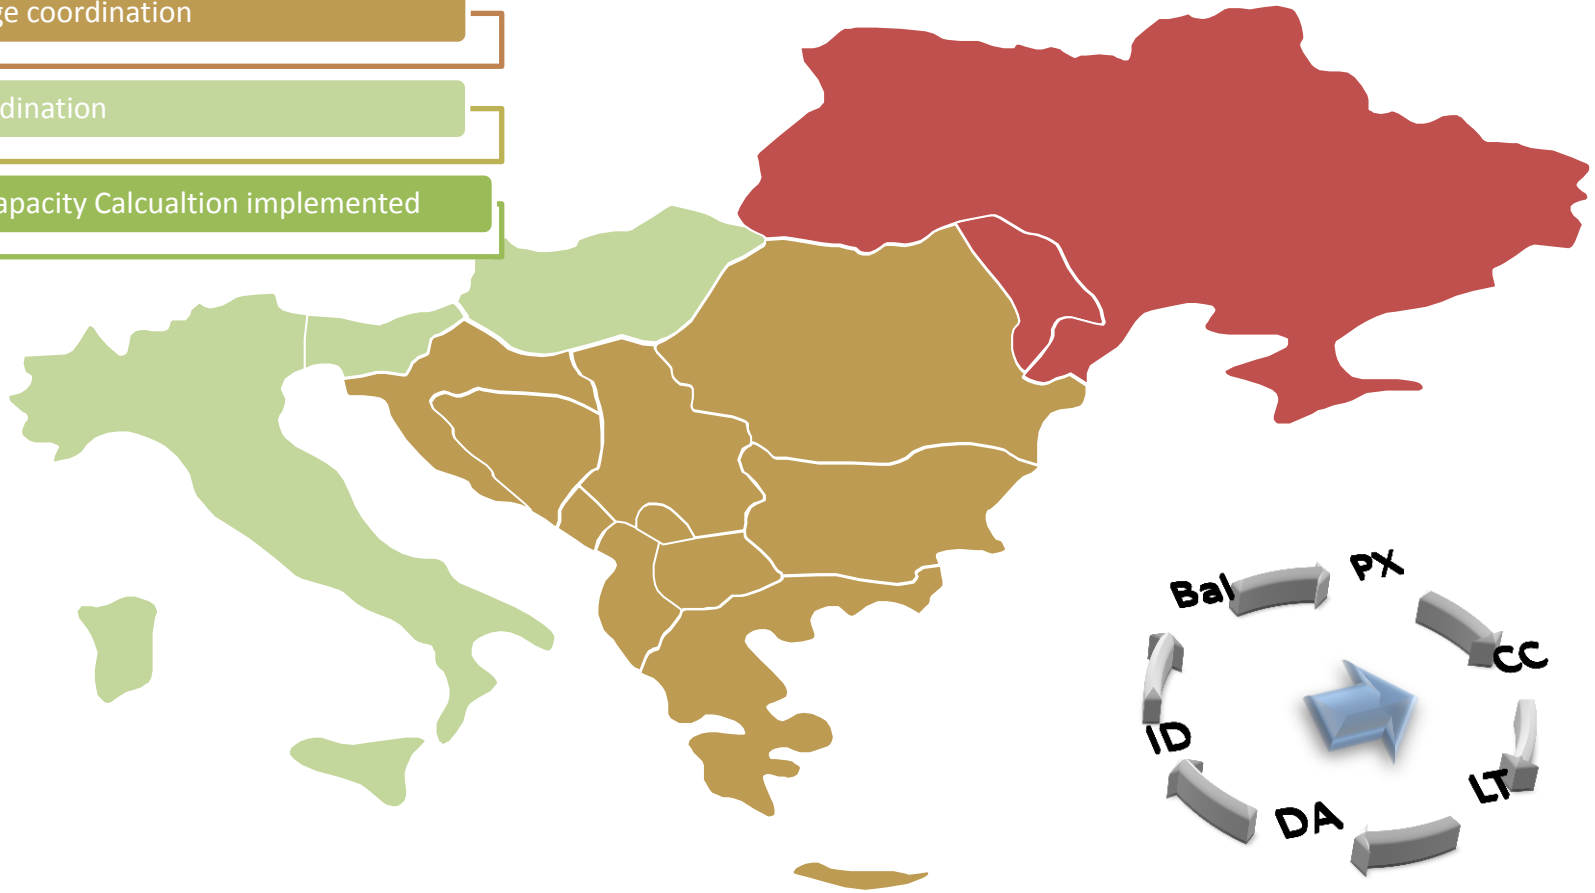 ge coordination
dination
apacity Calcualtion implemented
Bal
PX
CC
ID
LT
DA